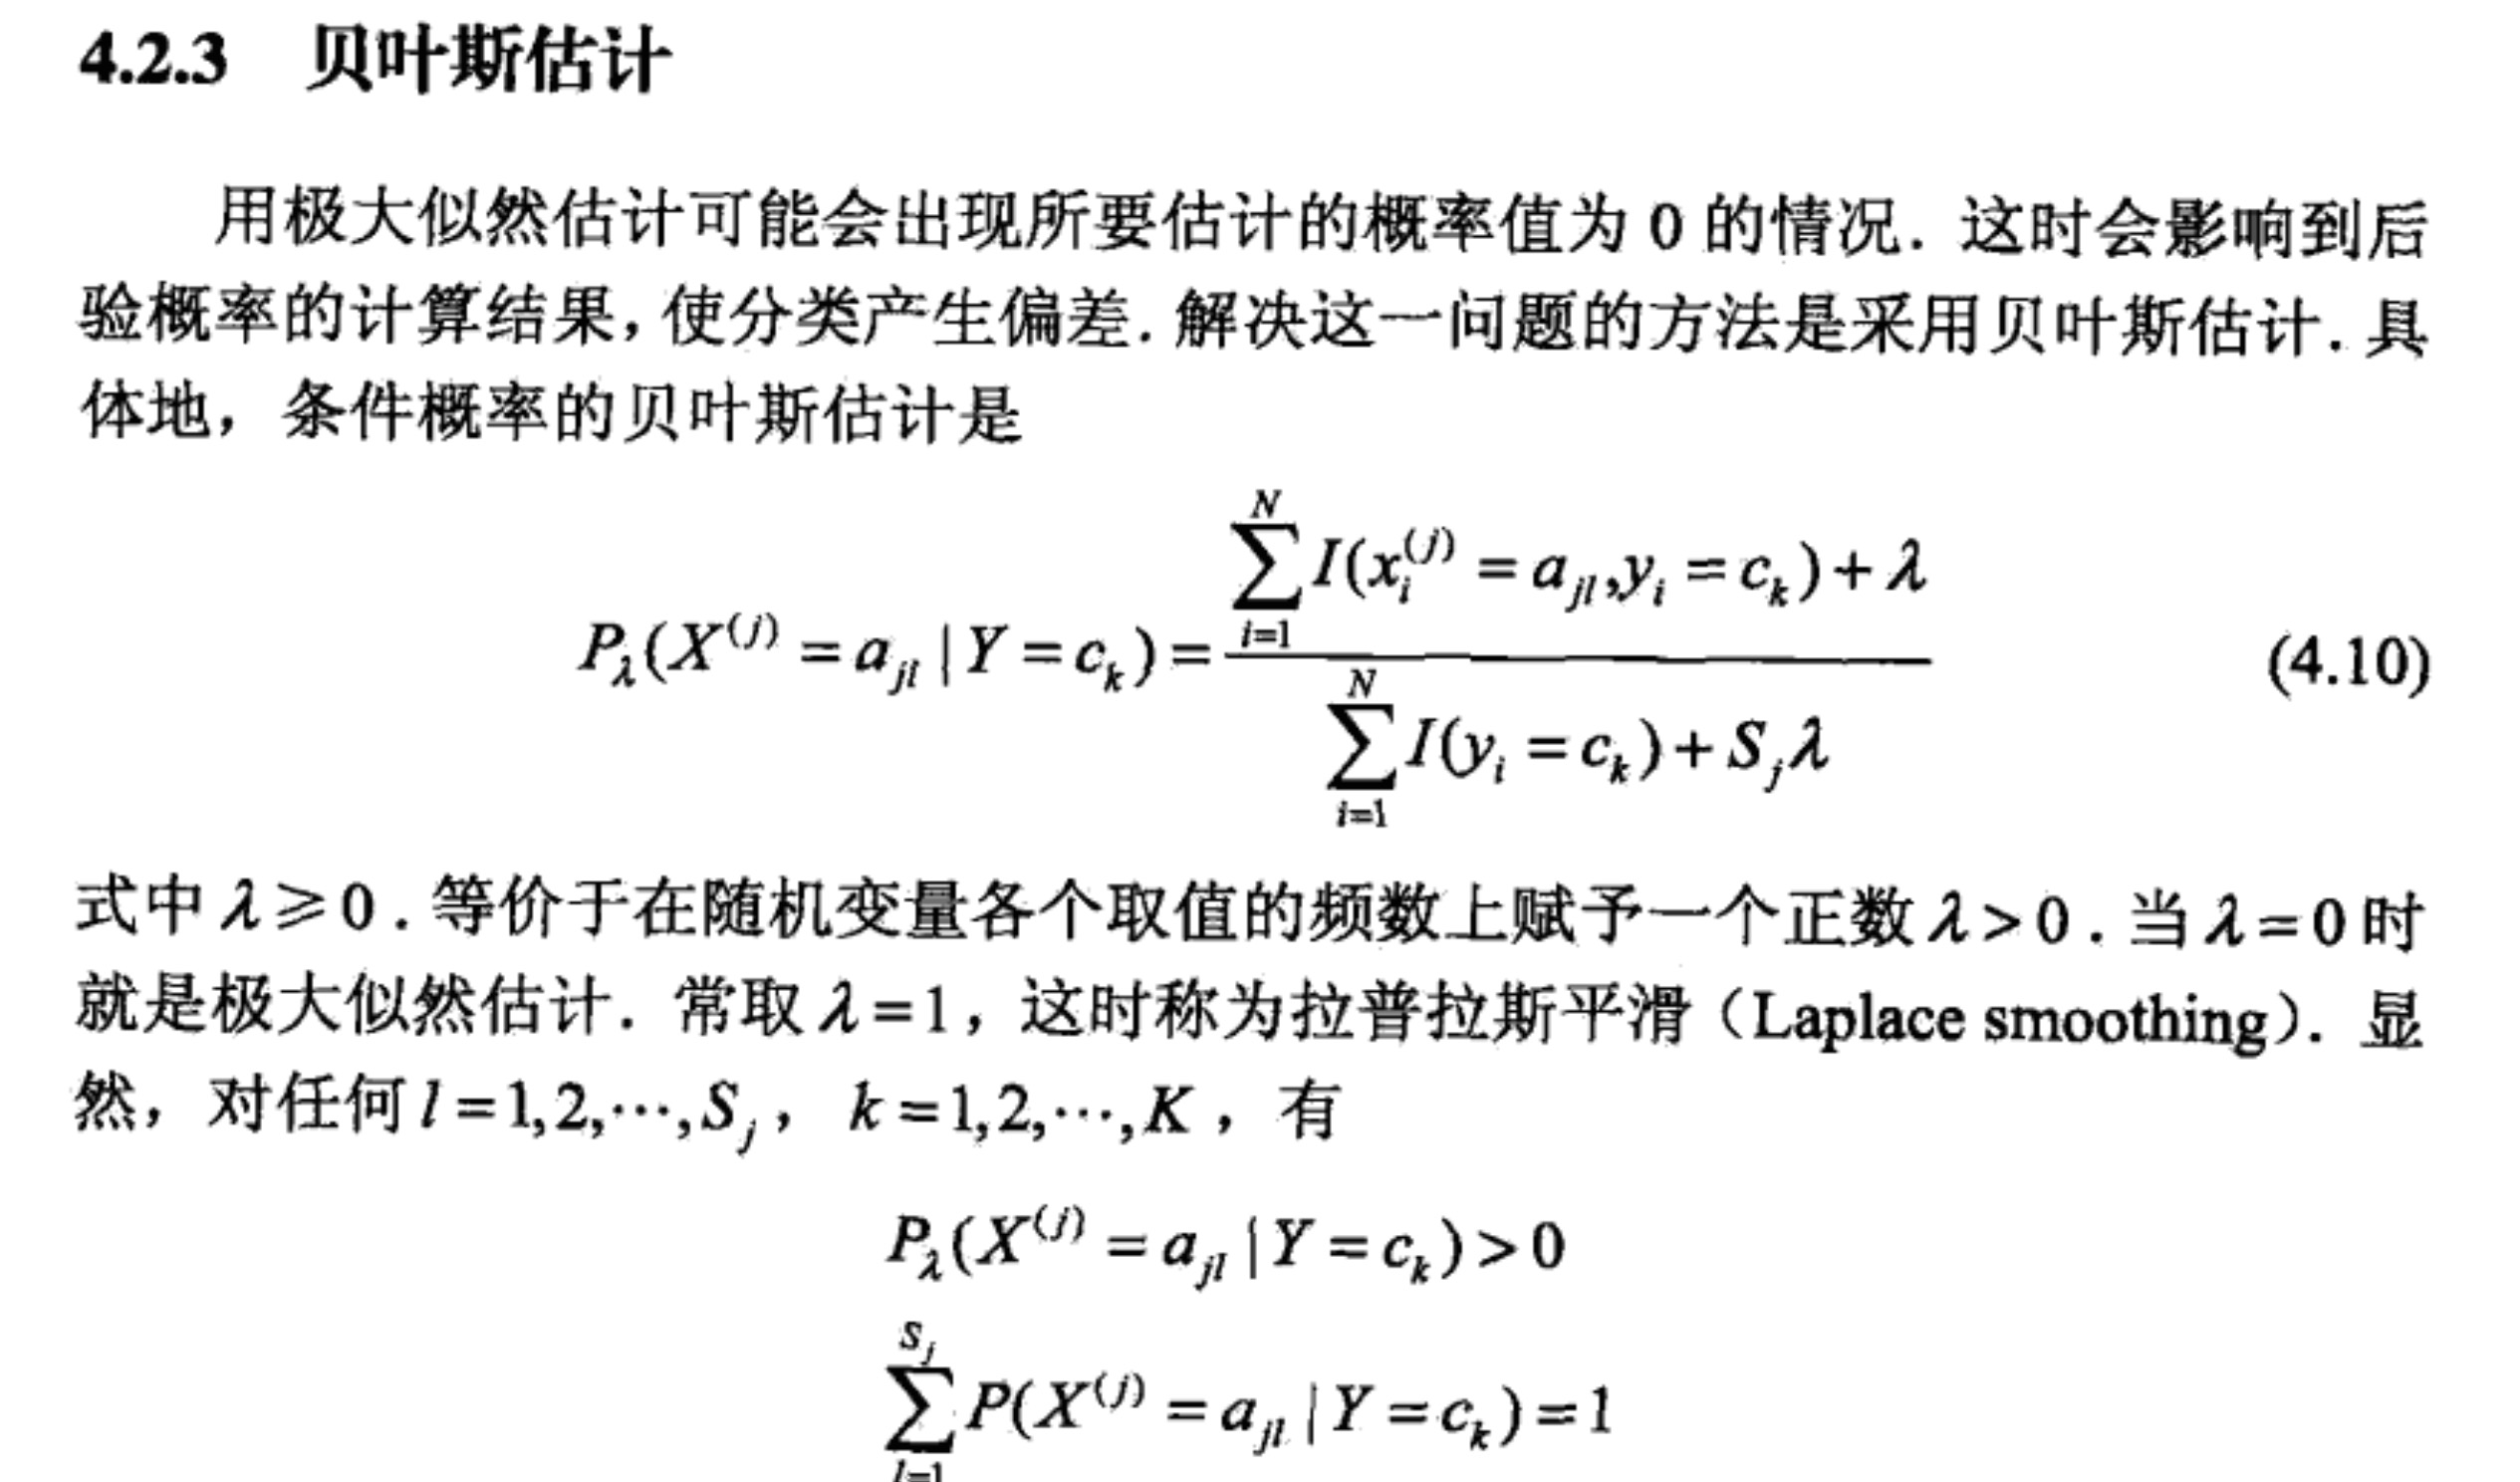 4.2.3 贝叶斯估计
用极大似然估计可能会出现所要估计的概率值为 0 的情况. 这时会影响到后
验概率的计算结果, 使分类产生偏差. 解决这一问题的方法是采用贝叶斯估计. 具
体地, 条件概率的贝叶斯估计是
$P_\lambda(X^{(j)} = a_{jl} | Y = c_k) = \frac{\sum_{i=1}^{N} I(x_i^{(j)} = a_{jl}, y_i = c_k) + \lambda}{\sum_{i=1}^{N} I(y_i = c_k) + S_j \lambda}$ (4.10)
式中 λ ≥ 0. 等价于在随机变量各个取值的频数上赋予一个正数 λ > 0. 当 λ = 0 时
就是极大似然估计. 常取 λ = 1, 这时称为拉普拉斯平滑 (Laplace smoothing). 显
然, 对任何 $l = 1, 2, \cdots, S_j$, $k = 1, 2, \cdots, K$, 有
$P_\lambda(X^{(j)} = a_{jl} | Y = c_k) > 0$
$\sum_{l=1}^{S_j} P(X^{(j)} = a_{jl} | Y = c_k) = 1$